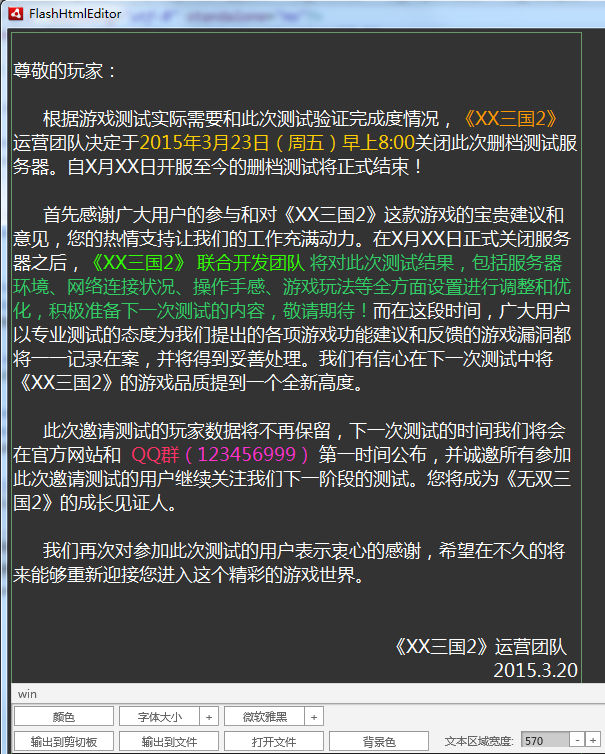 FlashHtmlEditor
尊敬的玩家：
根据游戏测试实际需要和此次测试验证完成度情况，《XX三国2》
运营团队决定于2015年3月23日（周五）早上8:00关闭此次删档测试服
务器。自X月XX日开服至今的删档测试将正式结束！
首先感谢广大用户的参与和对《XX三国2》这款游戏的宝贵建议和
意见，您的热情支持让我们的工作充满动力。在X月XX日正式关闭服务
器之后，《XX三国2》 联合开发团队 将对此次测试结果，包括服务器
环境、网络连接状况、操作手感、游戏玩法等全方面设置进行调整和优
化，积极准备下一次测试的内容，敬请期待！而在这段时间，广大用户
以专业测试的态度为我们提出的各项游戏功能建议和反馈的游戏漏洞都
将一一记录在案，并将得到妥善处理。我们有信心在下一次测试中将
《XX三国2》的游戏品质提到一个全新高度。
此次邀请测试的玩家数据将不再保留，下一次测试的时间我们将会
在官方网站和 QQ群（123456999） 第一时间公布，并诚邀所有参加
此次邀请测试的用户继续关注我们下一阶段的测试。您将成为《无双三
国2》的成长见证人。
我们再次对参加此次测试的用户表示衷心的感谢，希望在不久的将
来能够重新迎接您进入这个精彩的游戏世界。
《XX三国2》运营团队
2015.3.20
win
颜色 字体大小 + 微软雅黑 +
输出到剪切板 输出到文件 打开文件 背景色 文本区域宽度: 570 - +